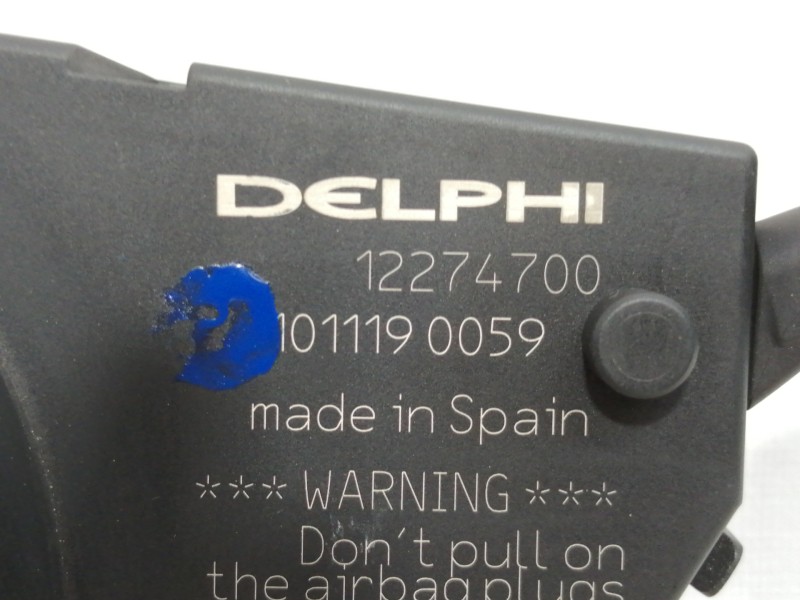 DELPHI
12274700
101119 0059
made in Spain
*** WARNING ***
Don't pull on
the airbag plugs